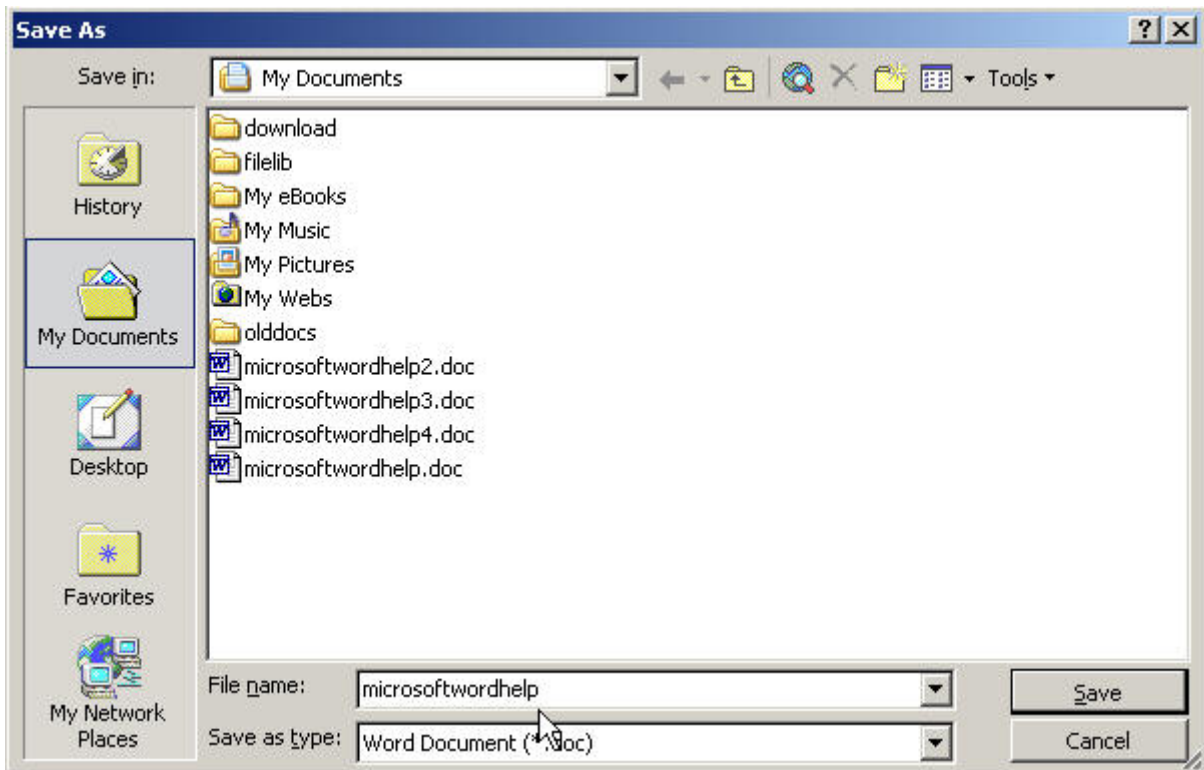 Save As
Save in: My Documents Tools
History
My Documents
Desktop
Favorites
My Network
Places
download
filelib
My eBooks
My Music
My Pictures
My Webs
olddocs
microsoftwordhelp2.doc
microsoftwordhelp3.doc
microsoftwordhelp4.doc
microsoftwordhelp.doc
File name: microsoftwordhelp Save
Save as type: Word Document (*.doc) Cancel